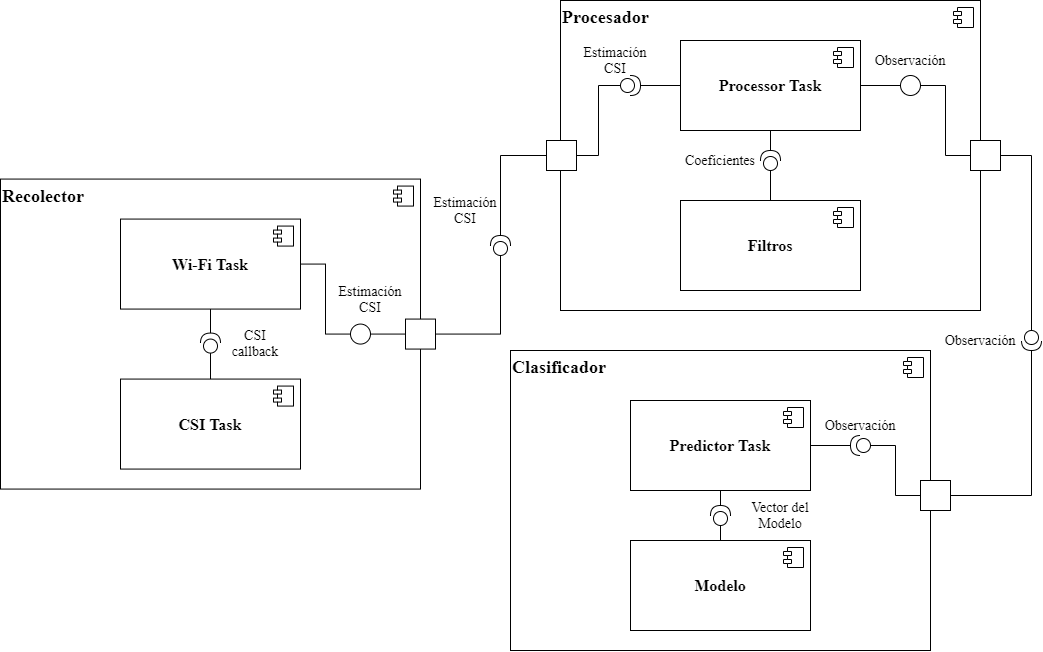 Procesador
Estimación
CSI
Processor Task
Observación
Coeficientes
Filtros
Recolector
Wi-Fi Task
Estimación
CSI
CSI
callback
CSI Task
Estimación
CSI
Observación
Clasificador
Predictor Task
Observación
Vector del
Modelo
Modelo